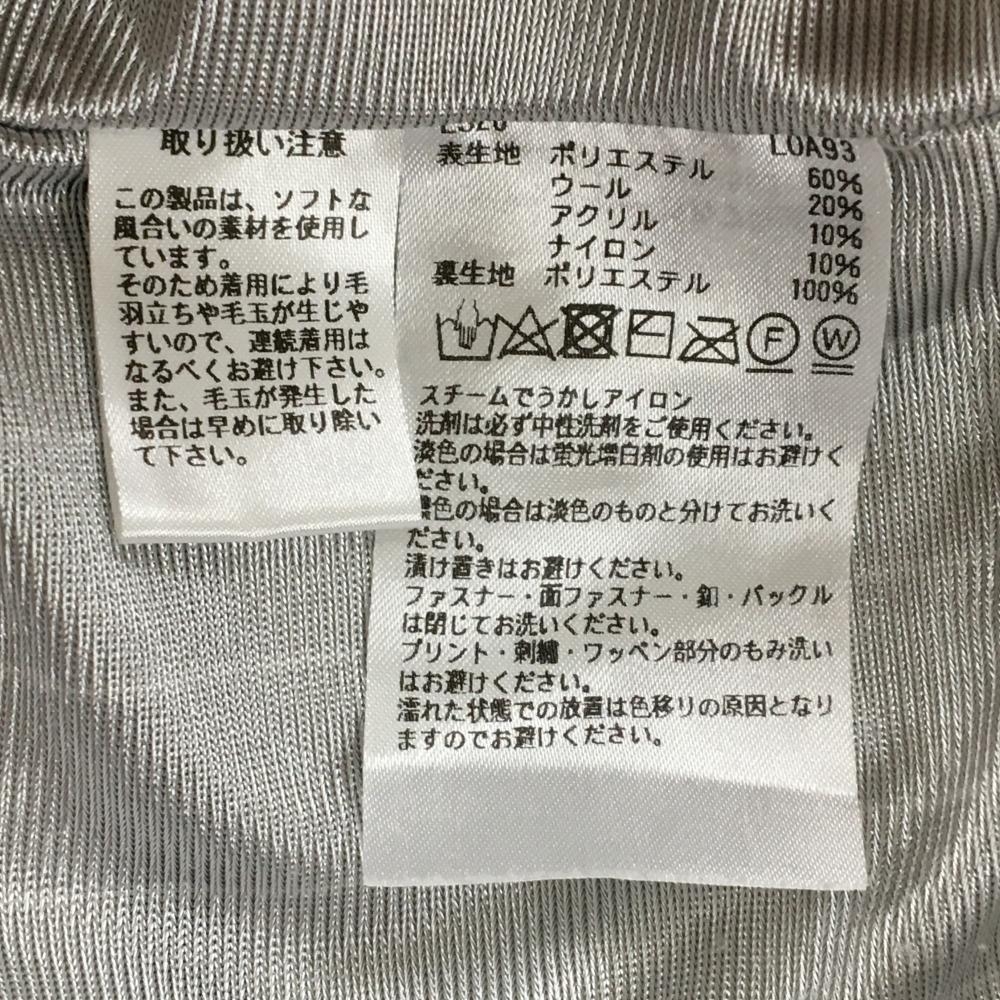 取り扱い注意
この製品は、ソフトな
風合いの素材を使用し
ています。
そのため着用により毛
羽立ちや毛玉が生じや
すいので、連続着用は
なるべくお避け下さい。
また、毛玉が発生した
場合は早めに取り除い
て下さい。
LOA93
表生地 ポリエステル 60%
ウール 20%
アクリル 10%
ナイロン 10%
裏生地 ポリエステル 100%
F W
スチームでうかしアイロン
洗剤は必ず中性洗剤をご使用ください。
淡色の場合は蛍光増白剤の使用はお避けく
ださい。
濃色の場合は淡色のものと分けてお洗いく
ださい。
漬け置きはお避けください。
ファスナー・面ファスナー・釦・バックル
は閉じてお洗いください。
プリント・刺繍・ワッペン部分のもみ洗い
はお避けください。
濡れた状態での放置は色移りの原因となり
ますのでお避けください。